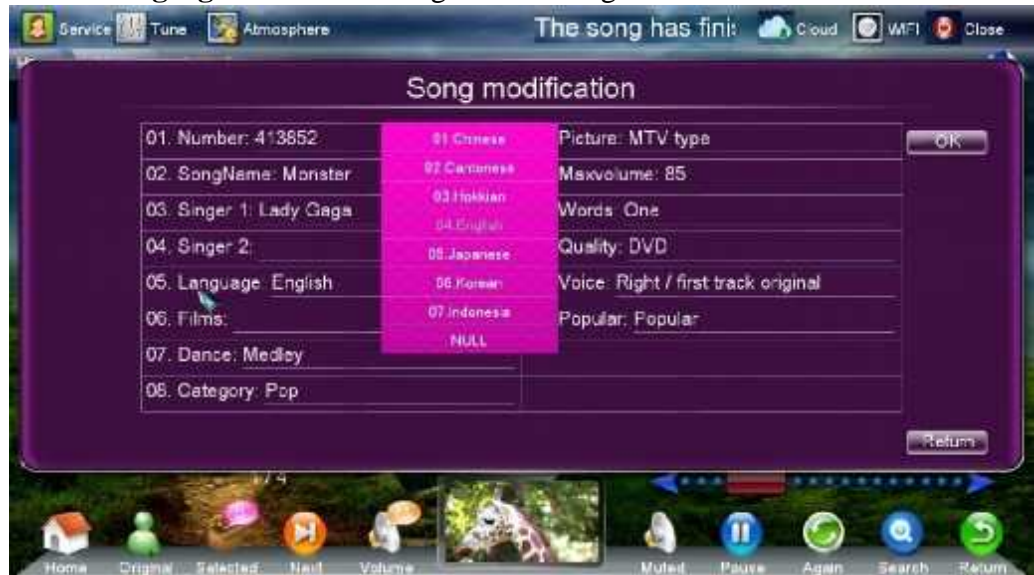 Service Tune Atmosphere The song has finis Cloud WIFI Close
Song modification
01. Number: 413852
02. SongName: Monster
03. Singer 1: Lady Gaga
04. Singer 2:
05. Language: English
06. Films:
07. Dance: Medley
08. Category: Pop
01 Chinese
02 Cantonese
03 Hokkian
04.English
05.Japanese
06 Korean
07 Indonesia
NULL
Picture: MTV type
Maxvolume: 85
Words: One
Quality: DVD
Voice: Right / first track original
Popular: Popular
OK
Return
1 / 4
Home Original Selected Next Volume Muted Pause Again Search Return